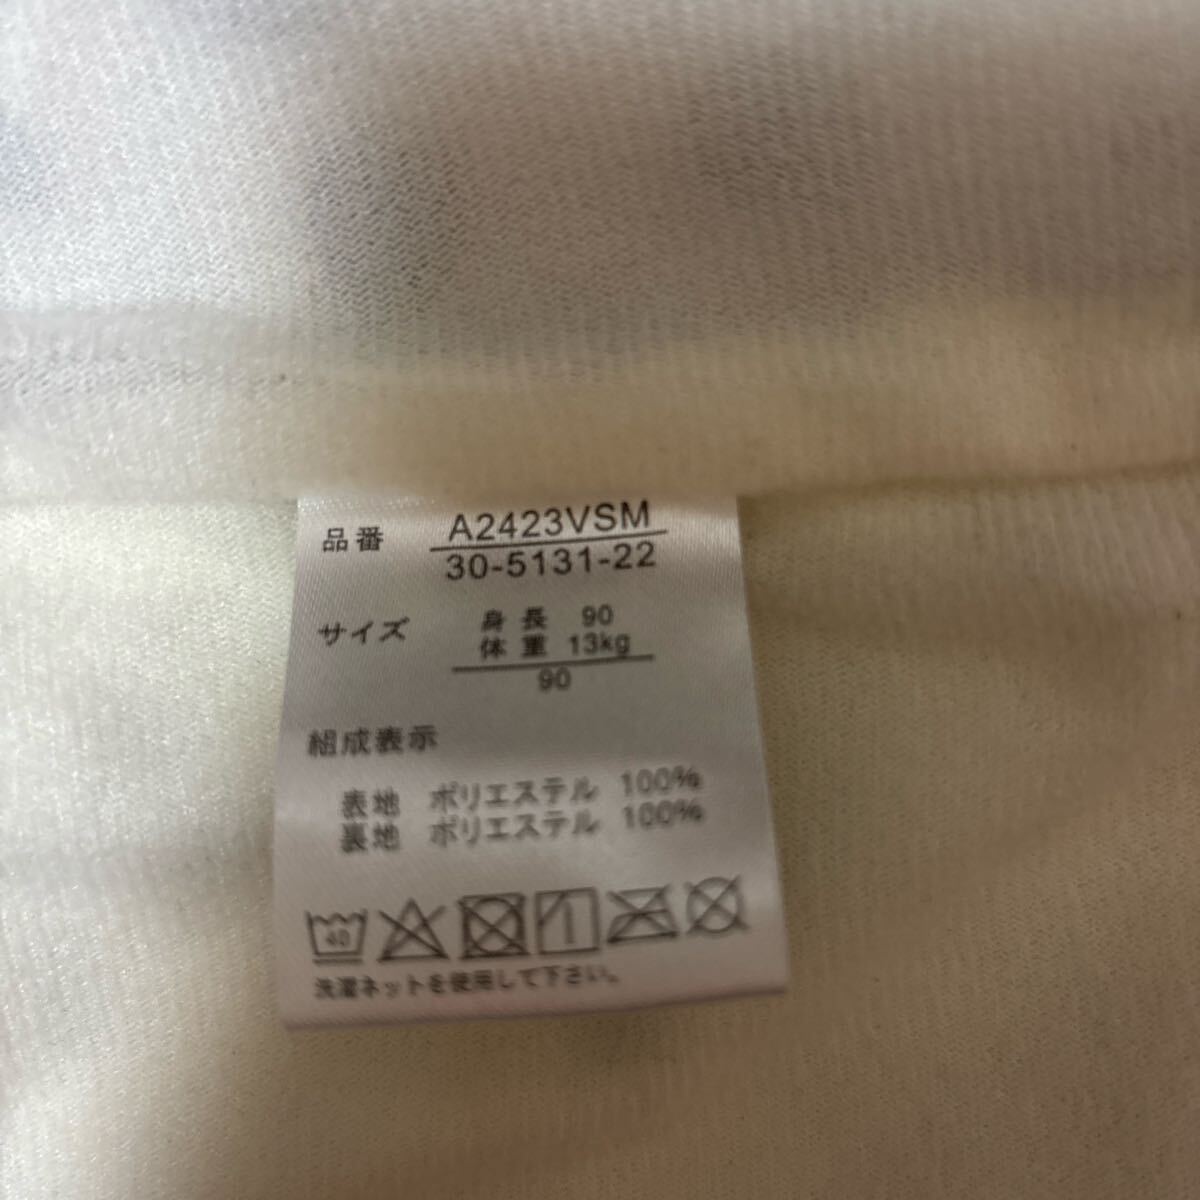 品番 A2423VSM
30-5131-22
サイズ 身長 90
体重 13kg
90
組成表示
表地 ポリエステル 100%
裏地 ポリエステル 100%
40
洗濯ネットを使用して下さい。